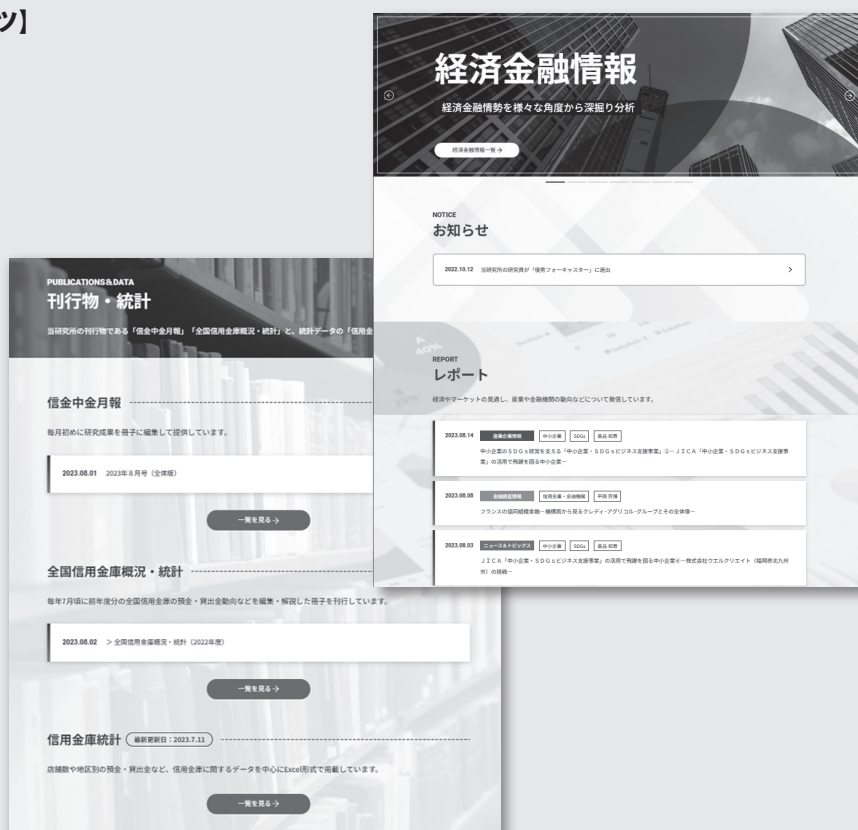 ツ】
経済金融情報
経済金融情勢を様々な角度から深掘り分析
経済金融情報一覧→
NOTICE
お知らせ
2022.10.12 当研究所の研究員が「優秀フォーキャスター」に選出
REPORT
レポート
経済やマーケットの見通し、産業や金融機関の動向などについて発信しています。
2023.08.14 産業企業情報 中小企業 SDGs
中小企業のSDGs経営を支える「中小企業・SDGsビジネス支援事業」②－JICA「中小企業・SDGsビジネス支援事
業」の活用で飛躍を図る中小企業－
2023.08.08 金融調査情報 信用金庫・金融機関
フランスの協同組織金融－機構図から見るクレディ・アグリコル・グループとその全体像－
2023.08.03 ニュース&トピックス 中小企業 SDGs
JICA「中小企業・SDGsビジネス支援事業」の活用で飛躍を図る中小企業④－株式会社ウエルクリエイト（福岡県北九州
市）の挑戦－
PUBLICATIONS&DATA
刊行物・統計
当研究所の刊行物である「信金中金月報」「全国信用金庫概況・統計」と、統計データの「信用金
信金中金月報
毎月初めに研究成果を冊子に編集して提供しています。
2023.08.01 2023年8月号（全体版）
一覧を見る→
全国信用金庫概況・統計
毎年7月頃に前年度分の全国信用金庫の預金・貸出金動向などを編集・解説した冊子を刊行しています。
2023.08.02 ＞全国信用金庫概況・統計（2022年度）
一覧を見る→
信用金庫統計 最新更新日：2023.7.11
店舗数や地区別の預金・貸出金など、信用金庫に関するデータを中心にExcel形式で掲載しています。
一覧を見る→